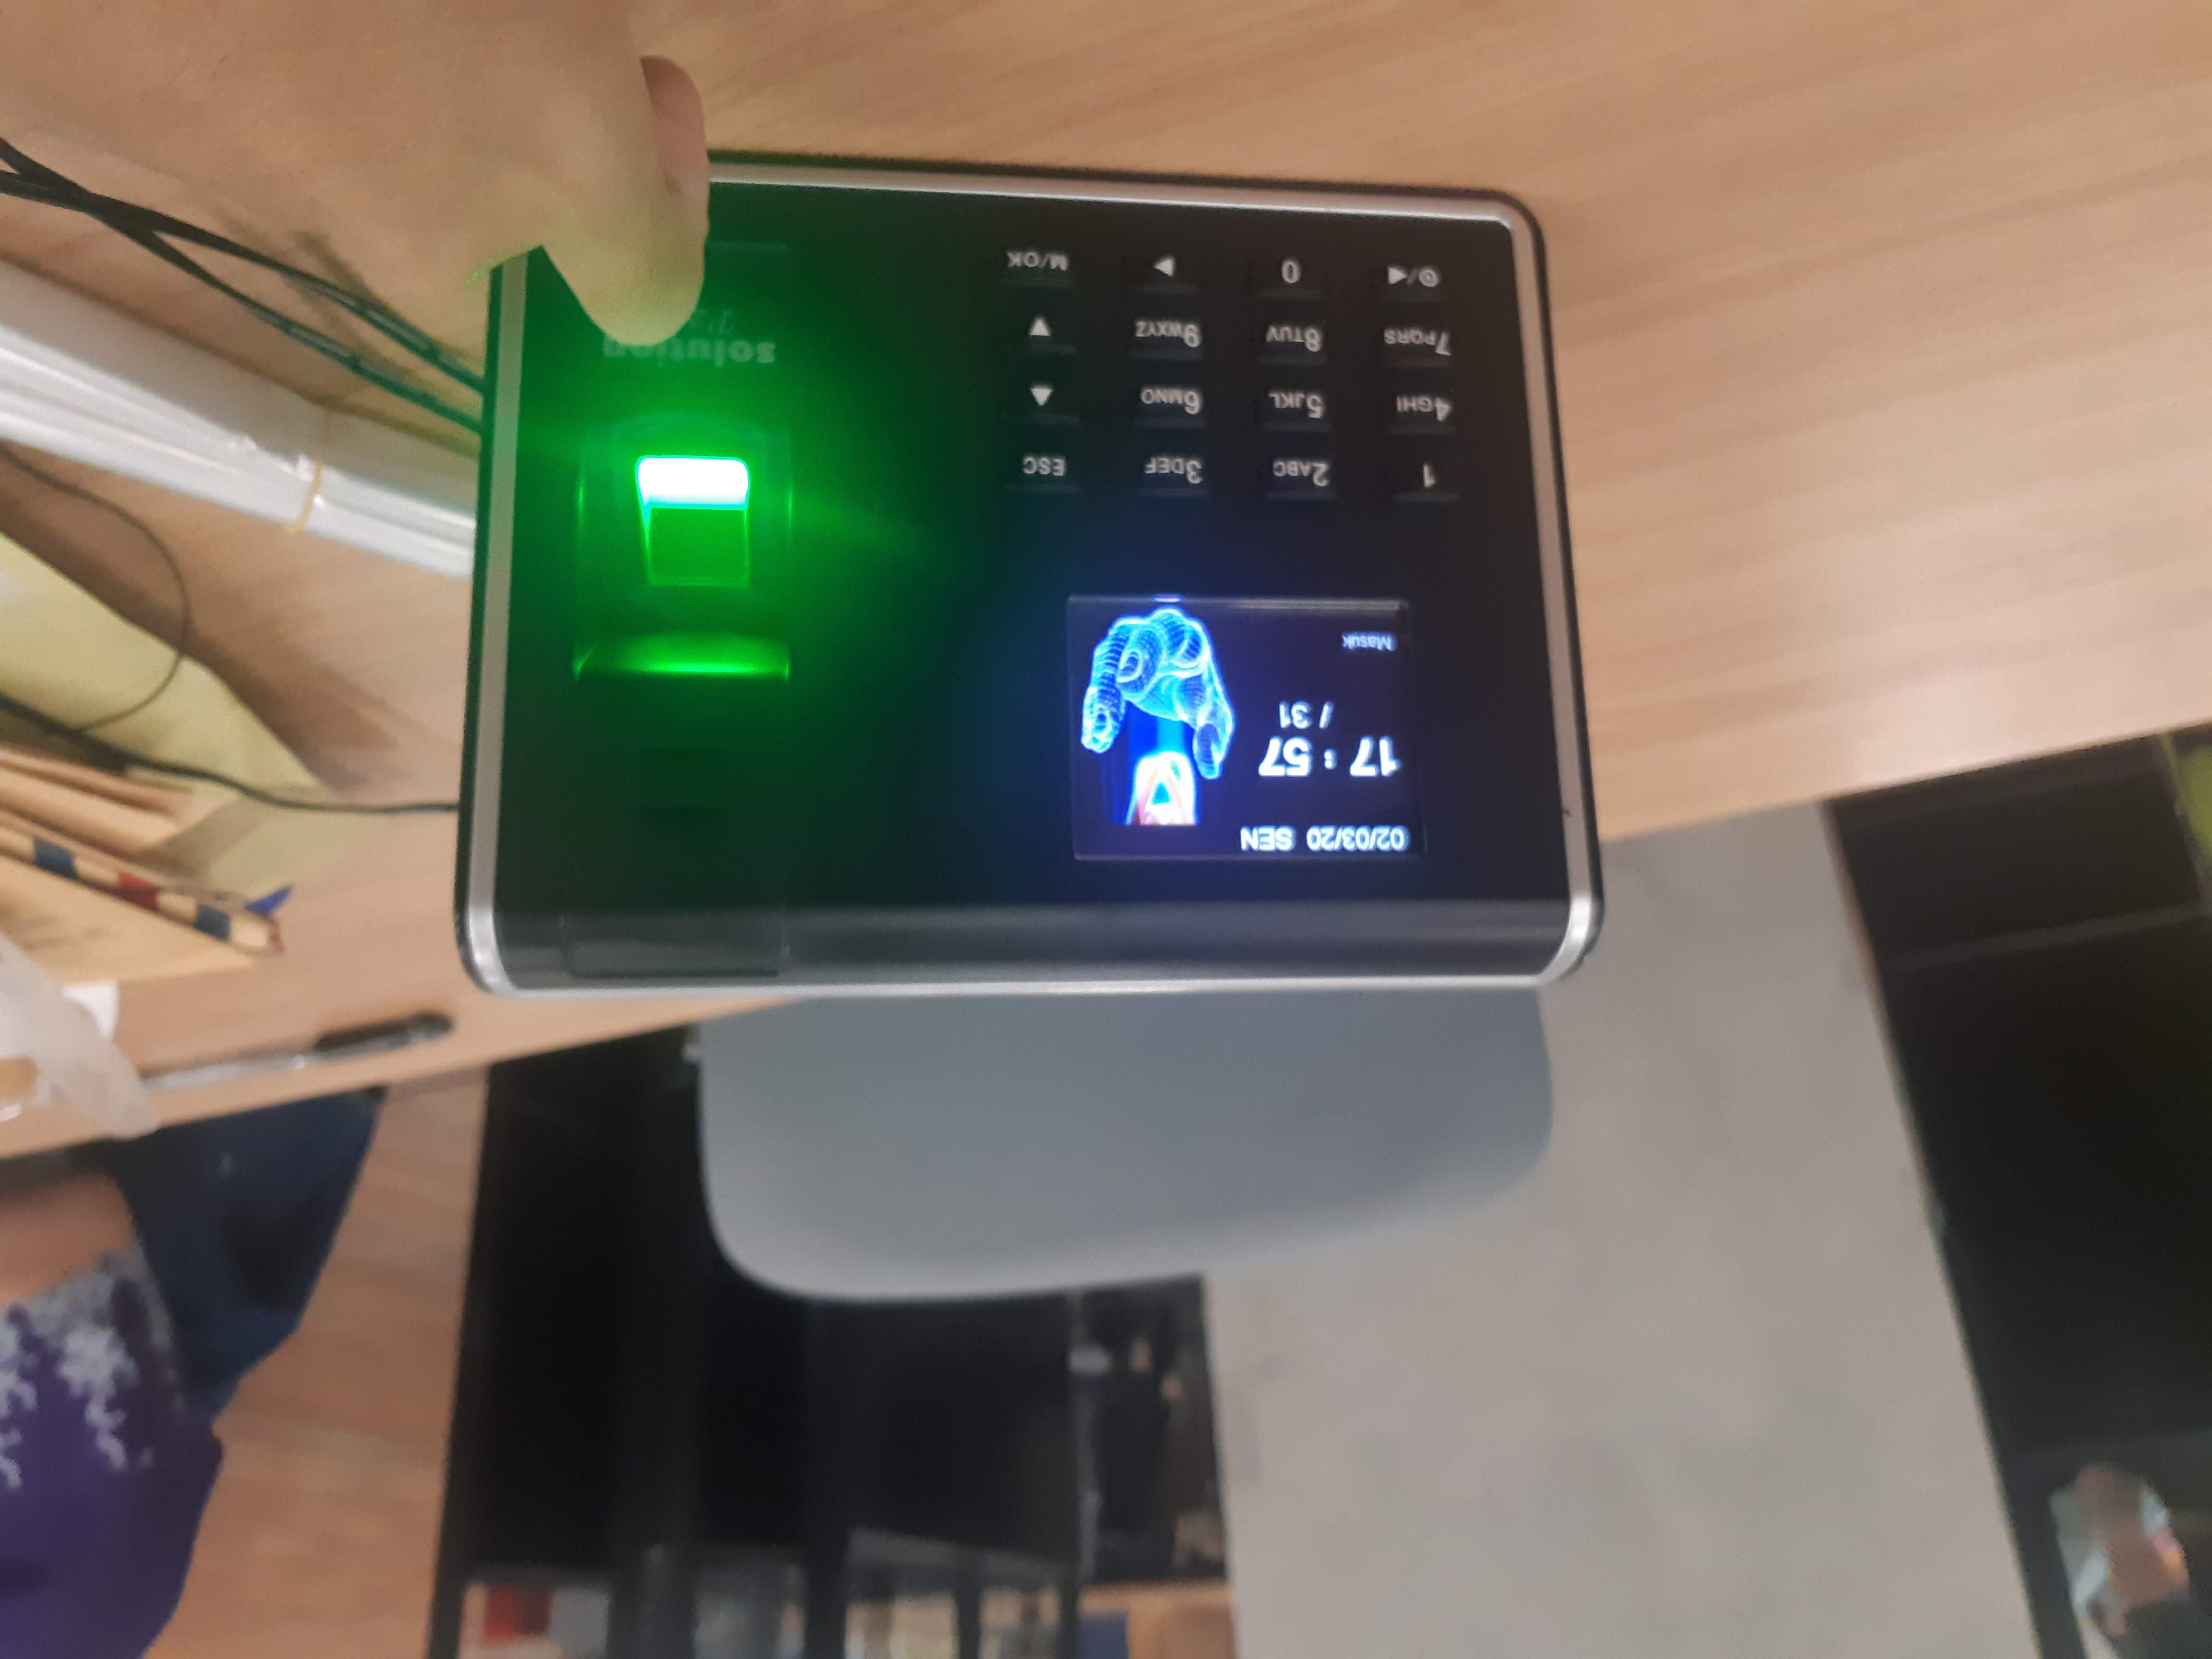 02/03/20 SEN
17 : 57
/ 31
Masuk
1 2ABC 3DEF ESC
4GHI 5JKL 6MNO ▲
7PQRS 8TUV 9WXYZ ▼
/◀ 0 ▶ M/OK
solution